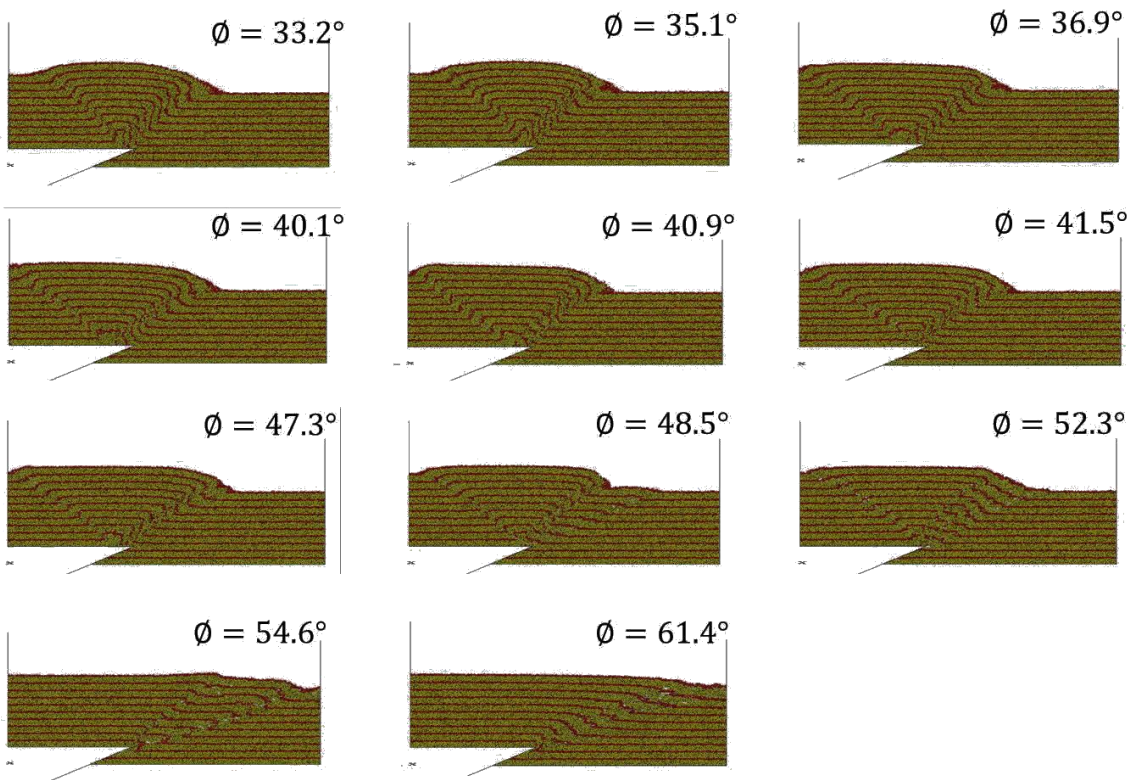 ∅ = 33.2°
∅ = 35.1°
∅ = 36.9°
∅ = 40.1°
∅ = 40.9°
∅ = 41.5°
∅ = 47.3°
∅ = 48.5°
∅ = 52.3°
∅ = 54.6°
∅ = 61.4°